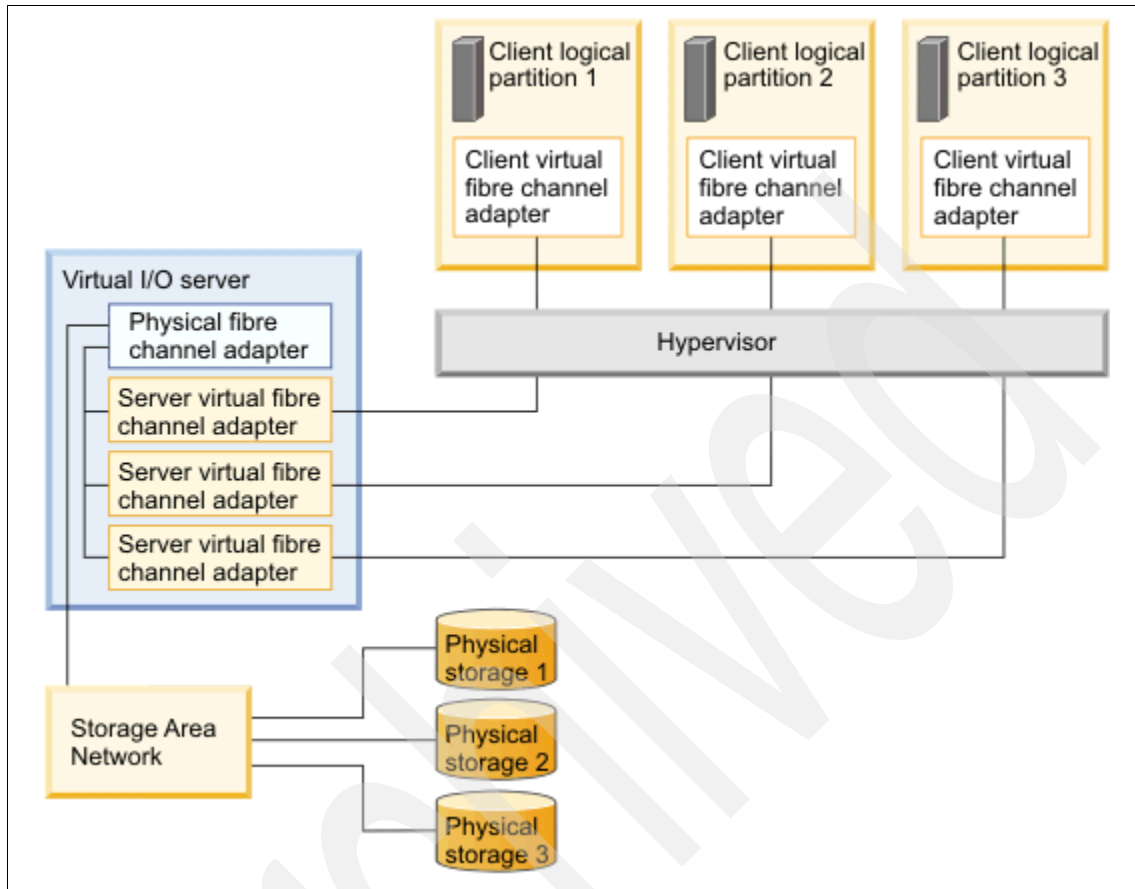 Client logical
partition 1
Client logical
partition 2
Client logical
partition 3
Client virtual
fibre channel
adapter
Client virtual
fibre channel
adapter
Client virtual
fibre channel
adapter
Virtual I/O server
Physical fibre
channel adapter
Hypervisor
Server virtual fibre
channel adapter
Server virtual fibre
channel adapter
Server virtual fibre
channel adapter
Physical
storage 1
Storage Area
Network
Physical
storage 2
Physical
storage 3
hived